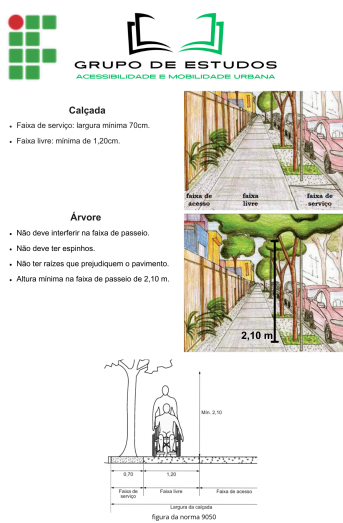 GRUPO DE ESTUDOS
ACESSIBILIDADE E MOBILIDADE URBANA
Calçada
• Faixa de serviço: largura mínima 70cm.
• Faixa livre: mínima de 1,20cm.
faixa de acesso
faixa livre
faixa de serviço
Árvore
• Não deve interferir na faixa de passeio.
• Não deve ter espinhos.
• Não ter raizes que prejudiquem o pavimento.
• Altura mínima na faixa de passeio de 2,10 m.
2,10 m
Mín. 2,10
0,70
1,20
Faixa de serviço
Faixa livre
Faixa de acesso
Largura da calçada
figura da norma 9050